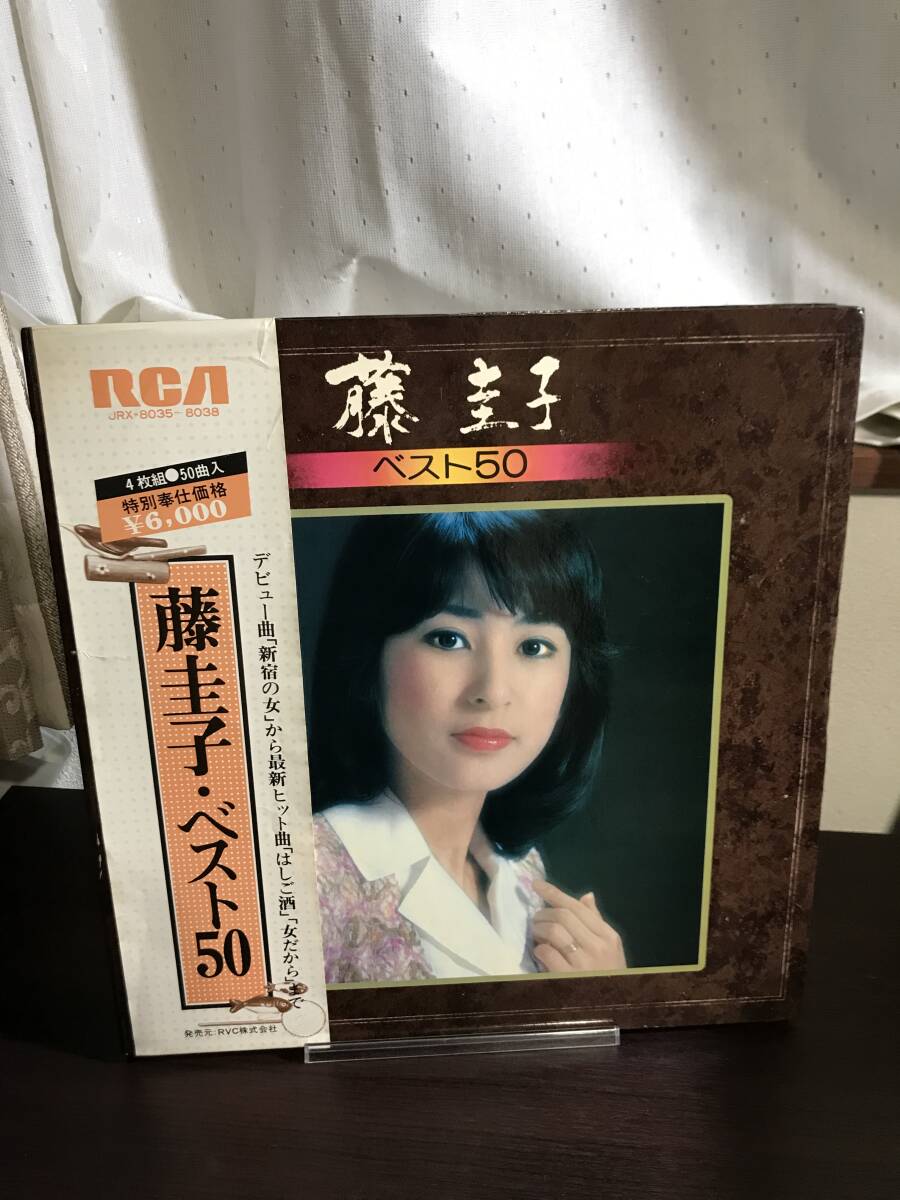 RCA
JRX-8035-8038
4枚組●50曲入
特別奉仕価格
¥6,000
藤圭子・ベスト50
デビュー曲「新宿の女」から最新ヒット曲「はしご酒」「女だから」まで
発売元:RVC株式会社
藤圭子
ベスト50